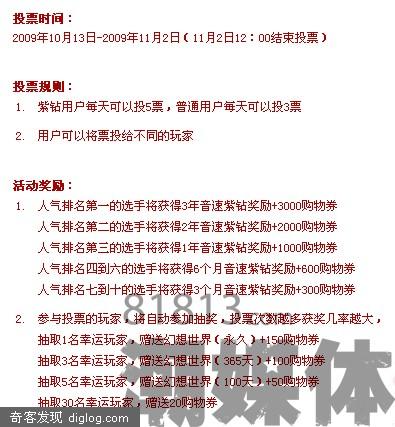 投票时间：
2009年10月13日-2009年11月2日（11月2日12：00结束投票）
投票规则：
1. 紫钻用户每天可以投5票，普通用户每天可以投3票
2. 用户可以将票投给不同的玩家
活动奖励：
1. 人气排名第一的选手将获得3年音速紫钻奖励+3000购物券
人气排名第二的选手将获得2年音速紫钻奖励+2000购物券
人气排名第三的选手将获得1年音速紫钻奖励+1000购物券
人气排名四到六的选手将获得6个月音速紫钻奖励+600购物券
人气排名七到十的选手将获得3个月音速紫钻奖励+300购物券
81813
2. 参与投票的玩家，将自动参加抽奖，投票次数越多获奖几率越大，
抽取1名幸运玩家，赠送幻想世界（永久）+150购物券
抽取3名幸运玩家，赠送幻想世界（365天）+100购物券
抽取5名幸运玩家，赠送幻想世界（100天）+50购物券
抽取30名幸运玩家，赠送20购物券
潮媒体
奇客发现 diglog.com